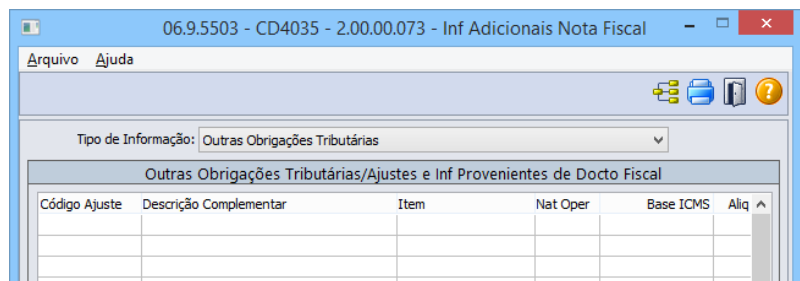 06.9.5503 - CD4035 - 2.00.00.073 - Inf Adicionais Nota Fiscal
Arquivo Ajuda
Tipo de Informação: Outras Obrigações Tributárias
Outras Obrigações Tributárias/Ajustes e Inf Provenientes de Docto Fiscal
Código Ajuste Descrição Complementar Item Nat Oper Base ICMS Aliq